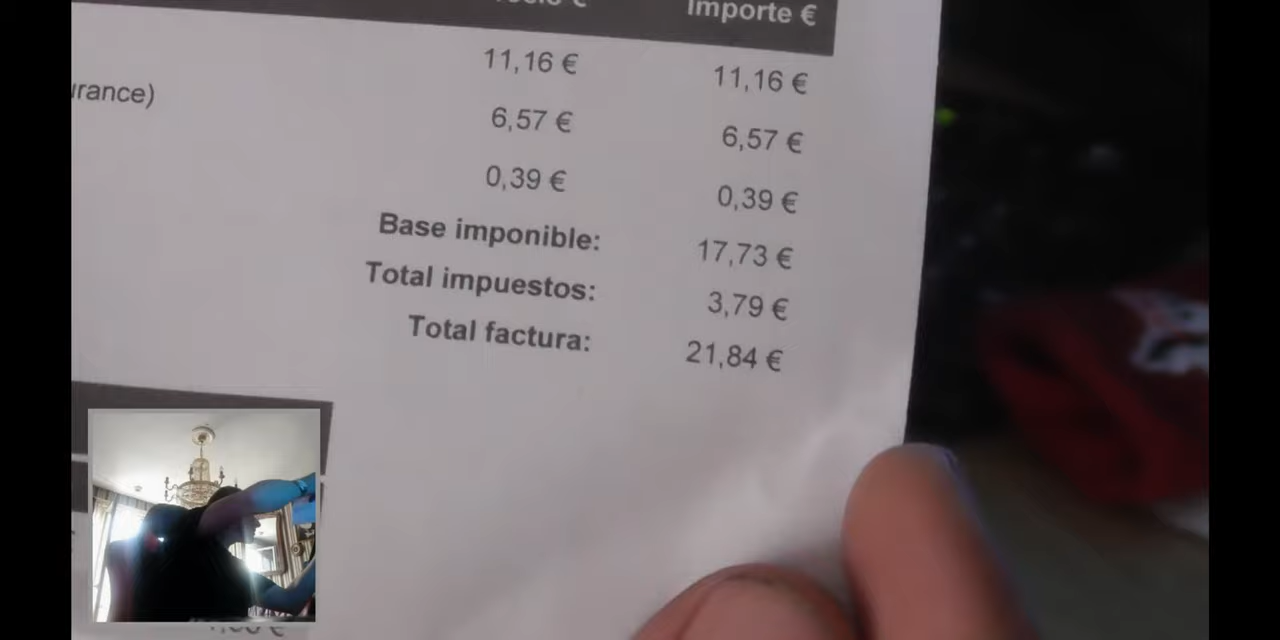 Importe €
11,16 € 11,16 €
urance)
6,57 € 6,57 €
0,39 € 0,39 €
Base imponible: 17,73 €
Total impuestos: 3,79 €
Total factura: 21,84 €